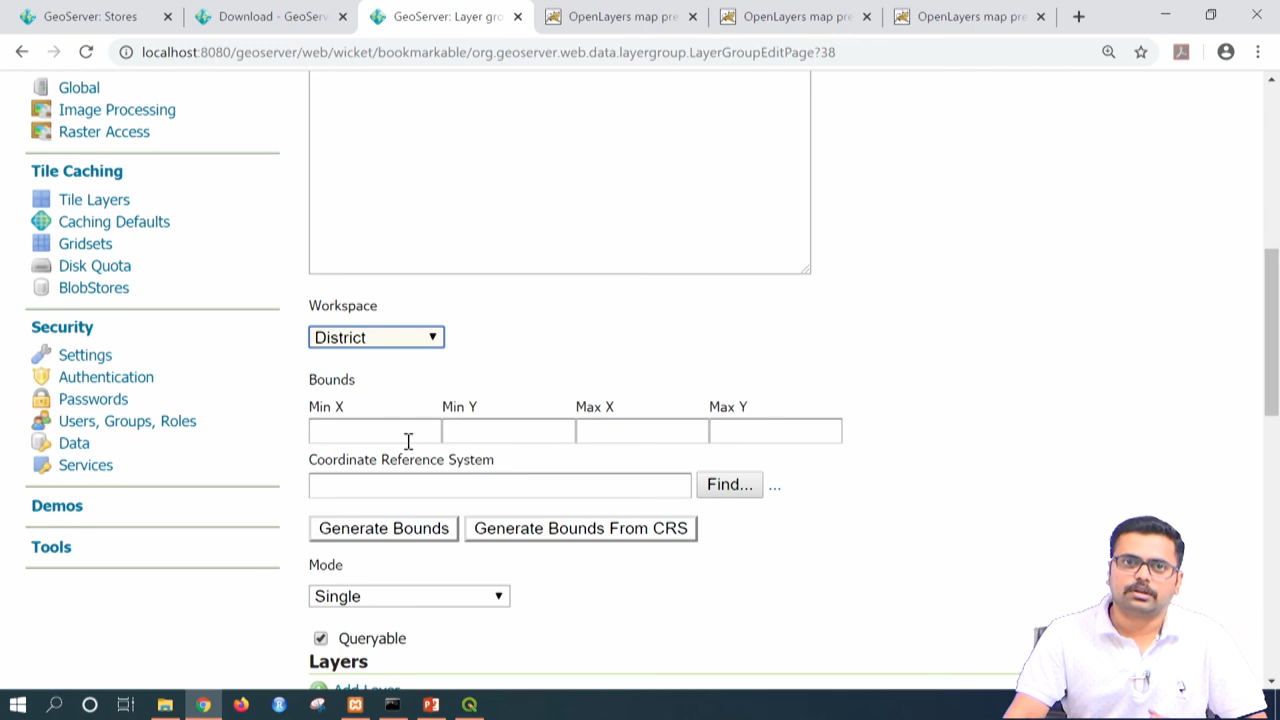 GeoServer: Stores
Download - GeoServ
GeoServer: Layer gro
OpenLayers map pre
OpenLayers map pre
OpenLayers map pre
localhost:8080/geoserver/web/wicket/bookmarkable/org.geoserver.web.data.layergroup.LayerGroupEditPage?38
Global
Image Processing
Raster Access
Tile Caching
Tile Layers
Caching Defaults
Gridsets
Disk Quota
BlobStores
Security
Settings
Authentication
Passwords
Users, Groups, Roles
Data
Services
Demos
Tools
Workspace
District
Bounds
Min X Min Y Max X Max Y
Coordinate Reference System
Find... ...
Generate Bounds Generate Bounds From CRS
Mode
Single
Queryable
Layers
Add Layer...